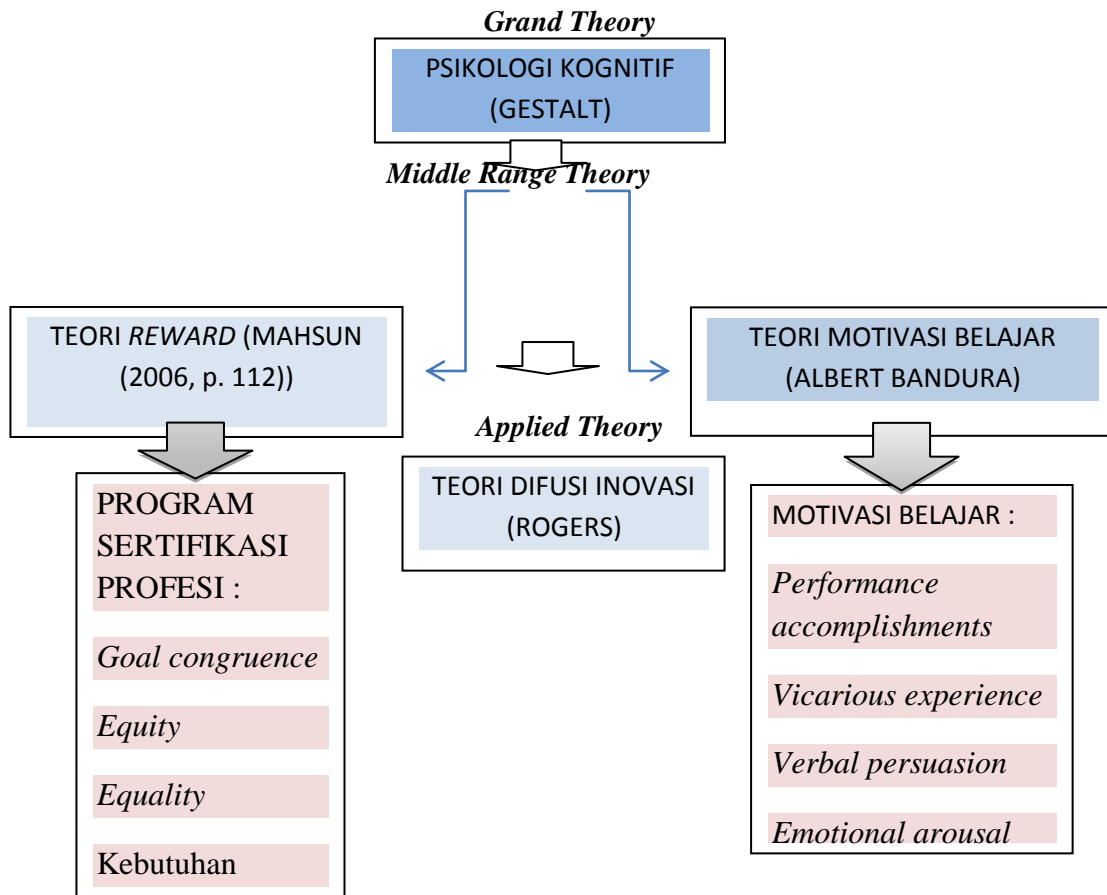 Grand Theory
PSIKOLOGI KOGNITIF
(GESTALT)
Middle Range Theory
TEORI REWARD (MAHSUN
(2006, p. 112))
TEORI MOTIVASI BELAJAR
(ALBERT BANDURA)
Applied Theory
TEORI DIFUSI INOVASI
(ROGERS)
PROGRAM
SERTIFIKASI
PROFESI :
Goal congruence
Equity
Equality
Kebutuhan
MOTIVASI BELAJAR :
Performance
accomplishments
Vicarious experience
Verbal persuasion
Emotional arousal